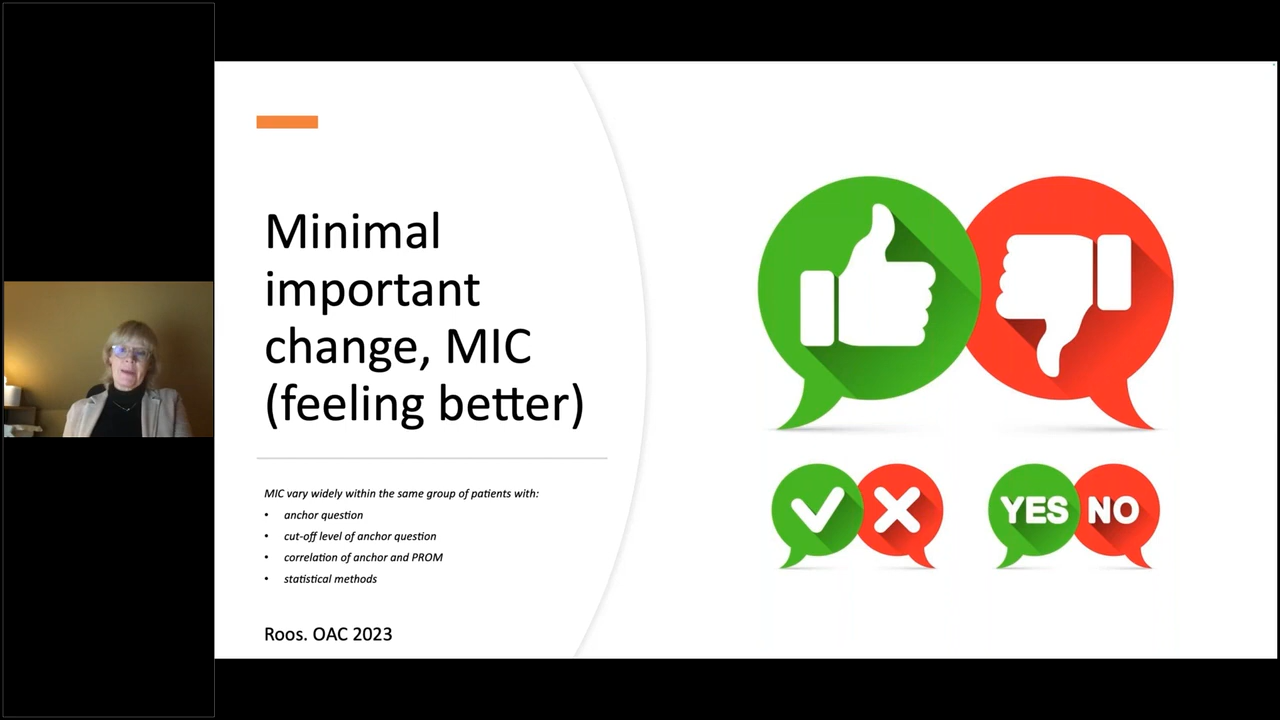 Minimal
important
change, MIC
(feeling better)
MIC vary widely within the same group of patients with:
• anchor question
• cut-off level of anchor question
• correlation of anchor and PROM
• statistical methods
Roos. OAC 2023
YES NO